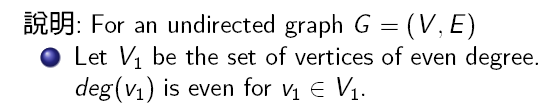 說明: For an undirected graph G = (V, E)
Let V₁ be the set of vertices of even degree.
deg(v₁) is even for v₁ ∈ V₁.